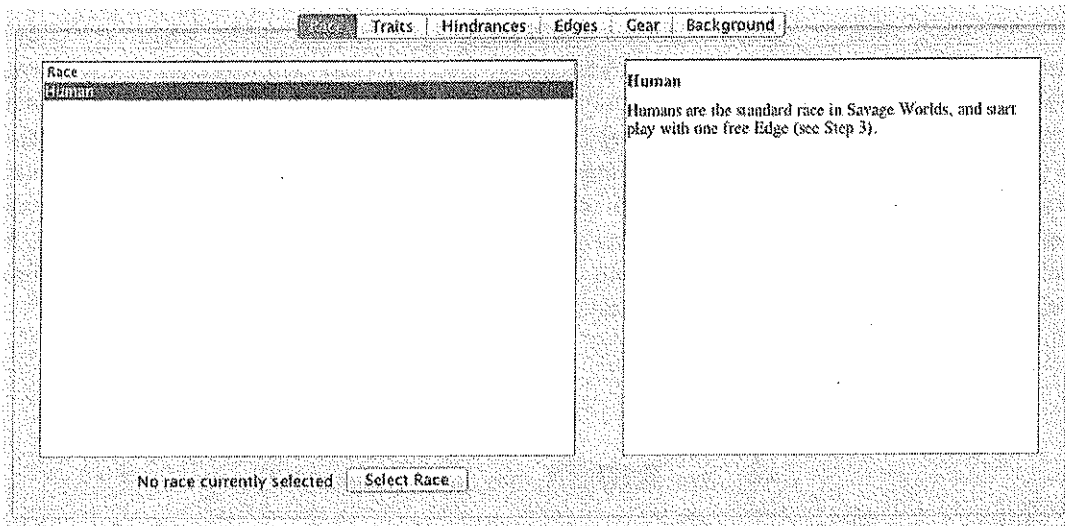 Race Traits Hindrances Edges Gear Background
Race
Human
Human
Humans are the standard race in Savage Worlds, and start
play with one free Edge (see Step 3).
No race currently selected Select Race